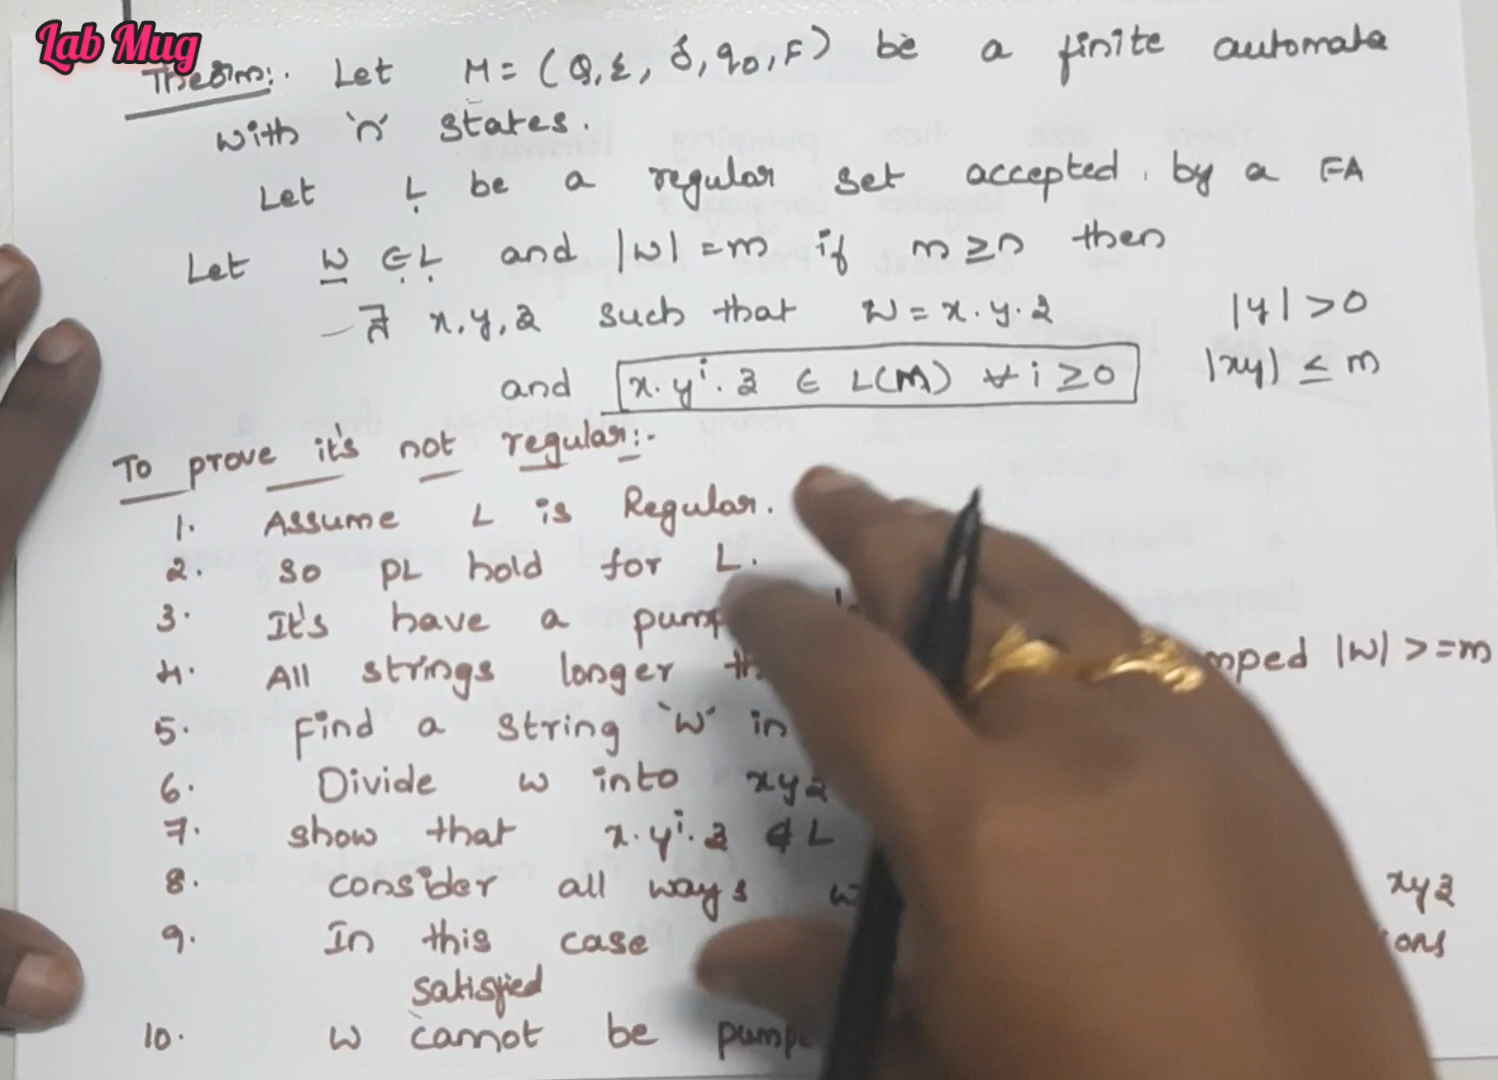 Lab Mug
Theorm:. Let M = (Q, Σ, δ, q0, F) be a finite automata
with 'n' states.
Let L be a regular set accepted by a FA
Let w ∈ L and |w| = m if m ≥ n then
∃ x, y, z such that w = x.y.z |y| > 0
and x.yⁱ.z ∈ L(M) ∀ i ≥ 0 |xy| ≤ m
To prove it's not regular:-
1. Assume L is Regular.
2. So PL hold for L.
3. It's have a pump
4. All strings longer mped |w| >= m
5. Find a string 'w' in
6. Divide w into xyz
7. show that x.yⁱ.z ∉ L
8. consider all ways xyz
9. In this case ons
satisfied
10. w cannot be pumpe